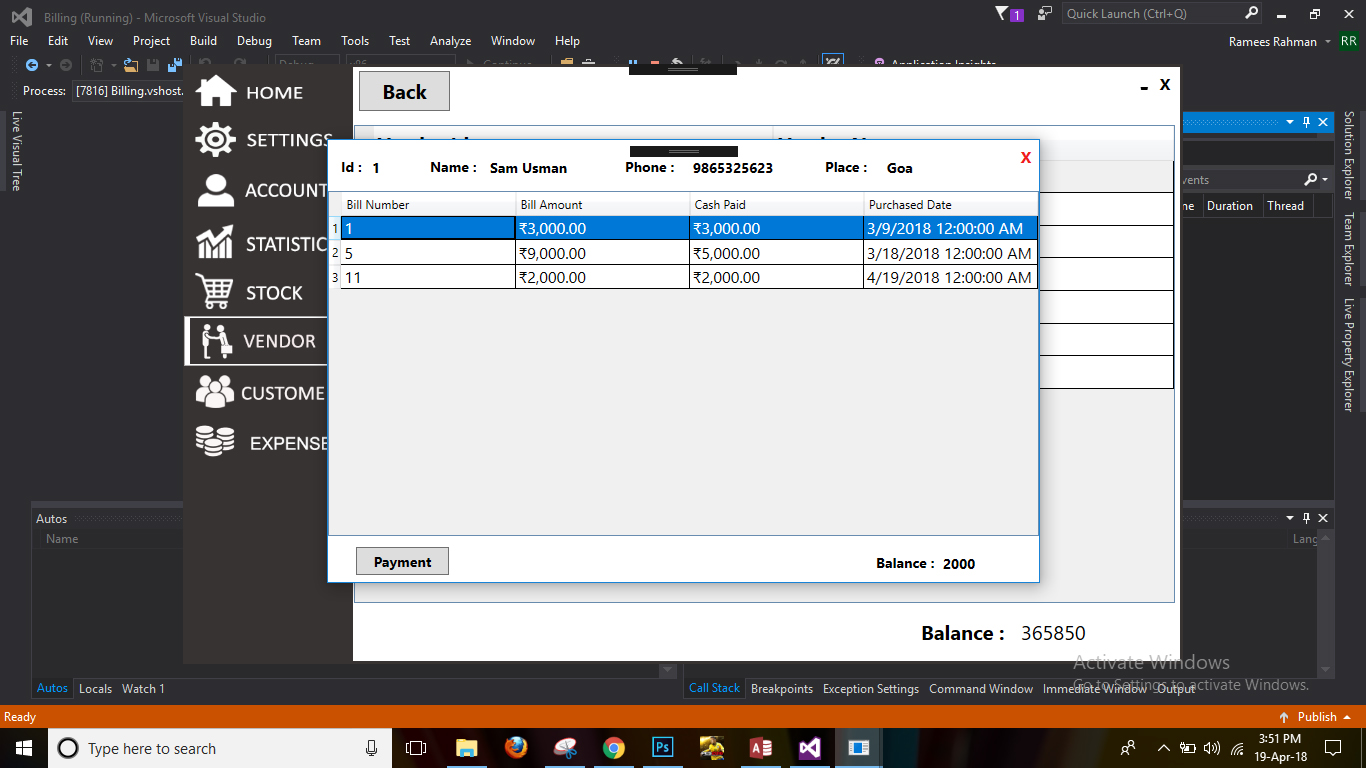 Billing (Running) - Microsoft Visual Studio
1
Quick Launch (Ctrl+Q)
File Edit View Project Build Debug Team Tools Test Analyze Window Help
Ramees Rahman RR
Process: [7816] Billing.vshost.
Live Visual Tree
HOME
SETTINGS
ACCOUNT
STATISTIC
STOCK
VENDOR
CUSTOME
EXPENSE
Back
- X
Id : 1 Name : Sam Usman Phone : 9865325623 Place : Goa X
Bill Number Bill Amount Cash Paid Purchased Date
1 1 ₹3,000.00 ₹3,000.00 3/9/2018 12:00:00 AM
2 5 ₹9,000.00 ₹5,000.00 3/18/2018 12:00:00 AM
3 11 ₹2,000.00 ₹2,000.00 4/19/2018 12:00:00 AM
Payment
Balance : 2000
Balance : 365850
vents
ne Duration Thread
Solution Explorer
Team Explorer
Live Property Explorer
Autos
Name
Lang
Activate Windows
Go to Settings to activate Windows.
Autos Locals Watch 1
Call Stack Breakpoints Exception Settings Command Window Immediate Window Output
Ready
Publish
Type here to search
Ps
3:51 PM
19-Apr-18